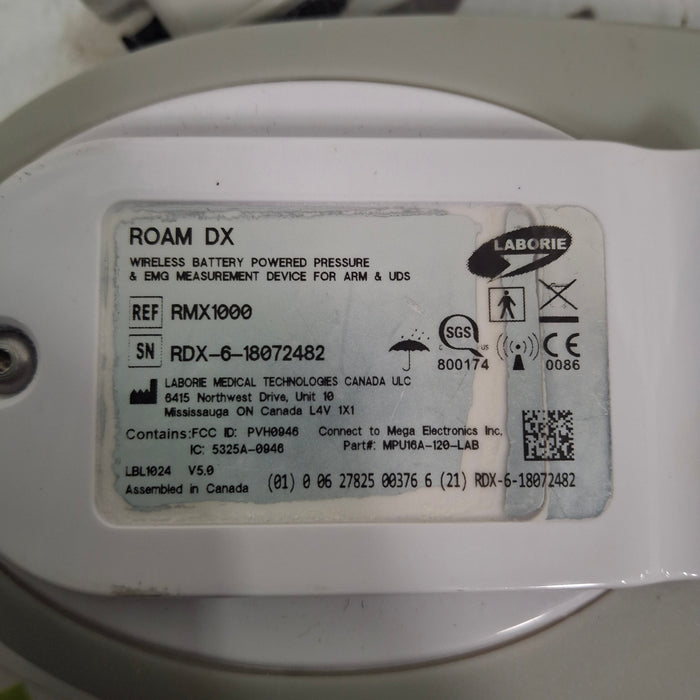 ROAM DX
LABORIE
WIRELESS BATTERY POWERED PRESSURE
& EMG MEASUREMENT DEVICE FOR ARM & UDS
REF RMX1000
SN RDX-6-18072482
SGS
C US
800174
0086
LABORIE MEDICAL TECHNOLOGIES CANADA ULC
6415 Northwest Drive, Unit 10
Mississauga ON Canada L4V 1X1
Contains:FCC ID: PVH0946 Connect to Mega Electronics Inc.
IC: 5325A-0946 Part#: MPU16A-120-LAB
LBL1024 V5.0
Assembled in Canada
(01) 0 06 27825 00376 6 (21) RDX-6-18072482